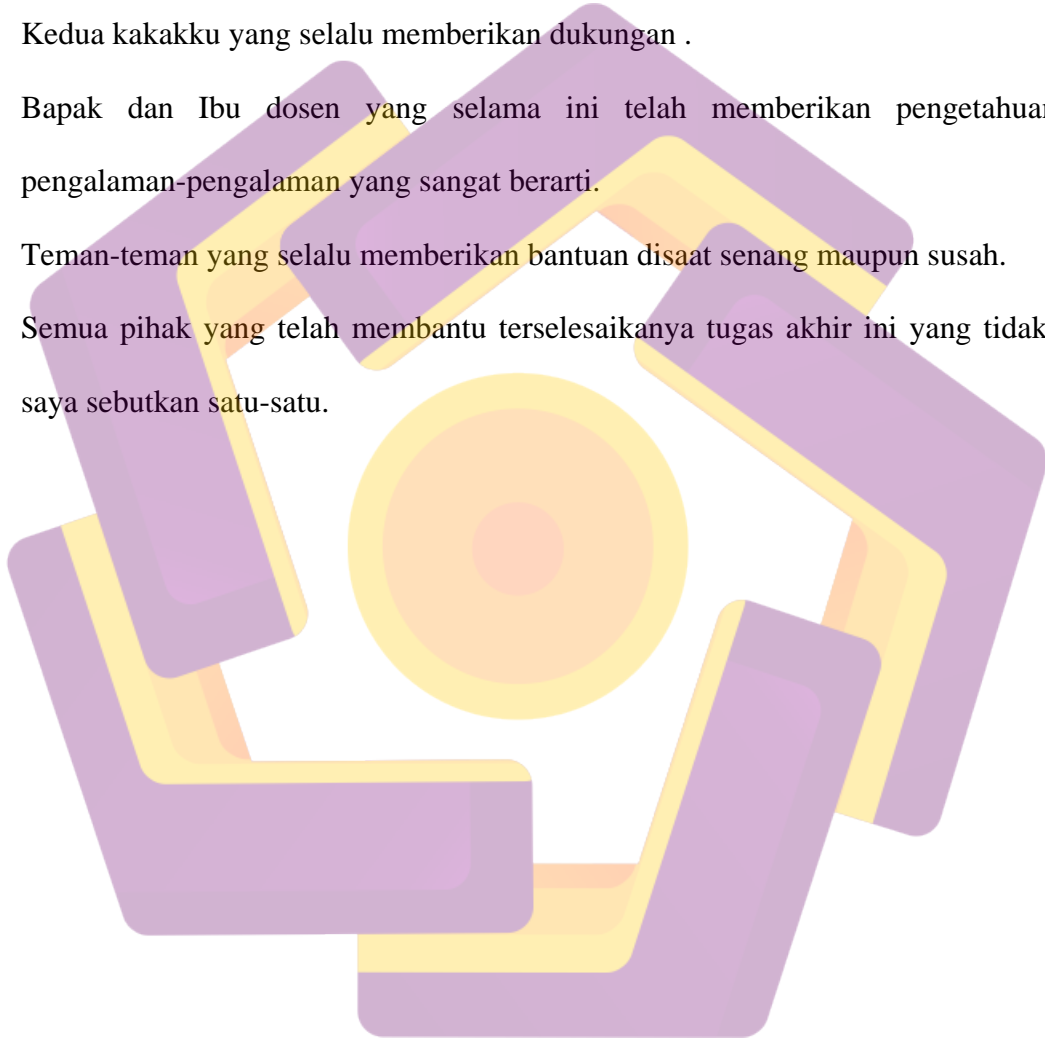 Kedua kakakku yang selalu memberikan dukungan .
Bapak dan Ibu dosen yang selama ini telah memberikan pengetahuan
pengalaman-pengalaman yang sangat berarti.
Teman-teman yang selalu memberikan bantuan disaat senang maupun susah.
Semua pihak yang telah membantu terselesaikanya tugas akhir ini yang tidak
saya sebutkan satu-satu.